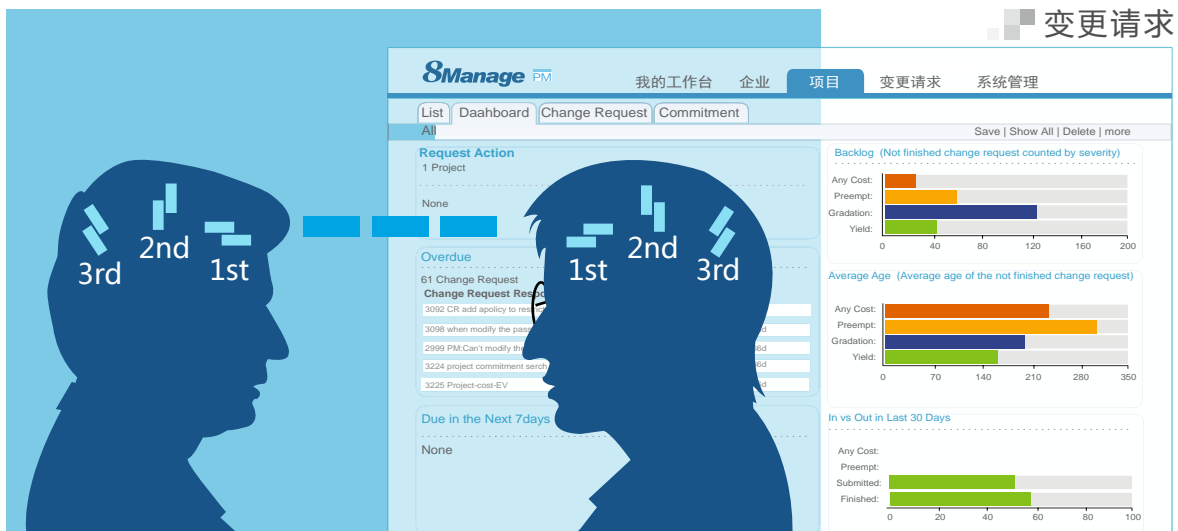 变更请求
8Manage PM
我的工作台 企业 项目 变更请求 系统管理
List Daahboard Change Request Commitment
All
Save | Show All | Delete | more
Request Action
1 Project
None
3rd 2nd 1st
1st 2nd 3rd
Overdue
61 Change Request
Change Request Respo
3092 CR add apolicy to restrict
3098 when modify the pass
2999 PM:Can't modify the
3224 project commitment serch
3225 Project-cost-EV
Due in the Next 7days
None
Backlog (Not finished change request counted by severity)
Any Cost:
Preempt:
Gradation:
Yield:
0 40 80 120 160 200
Average Age (Average age of the not finished change request)
Any Cost:
Preempt:
Gradation:
Yield:
0 70 140 210 280 350
In vs Out in Last 30 Days
Any Cost:
Preempt:
Submitted:
Finished:
0 20 40 60 80 100